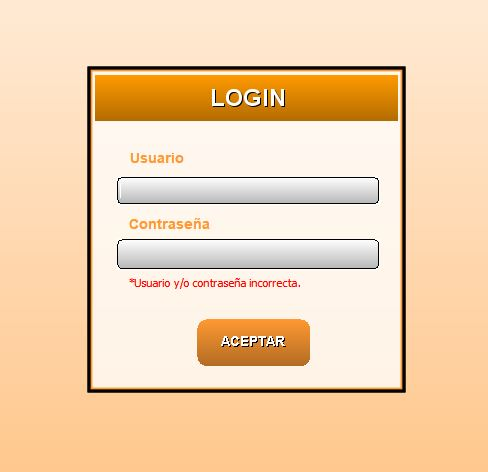 LOGIN
Usuario
Contraseña
*Usuario y/o contraseña incorrecta.
ACEPTAR